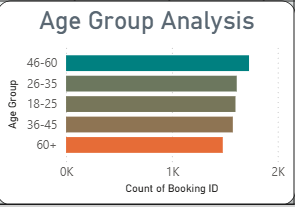 Age Group Analysis
46-60
26-35
18-25
36-45
60+
Age Group
0K 1K 2K
Count of Booking ID